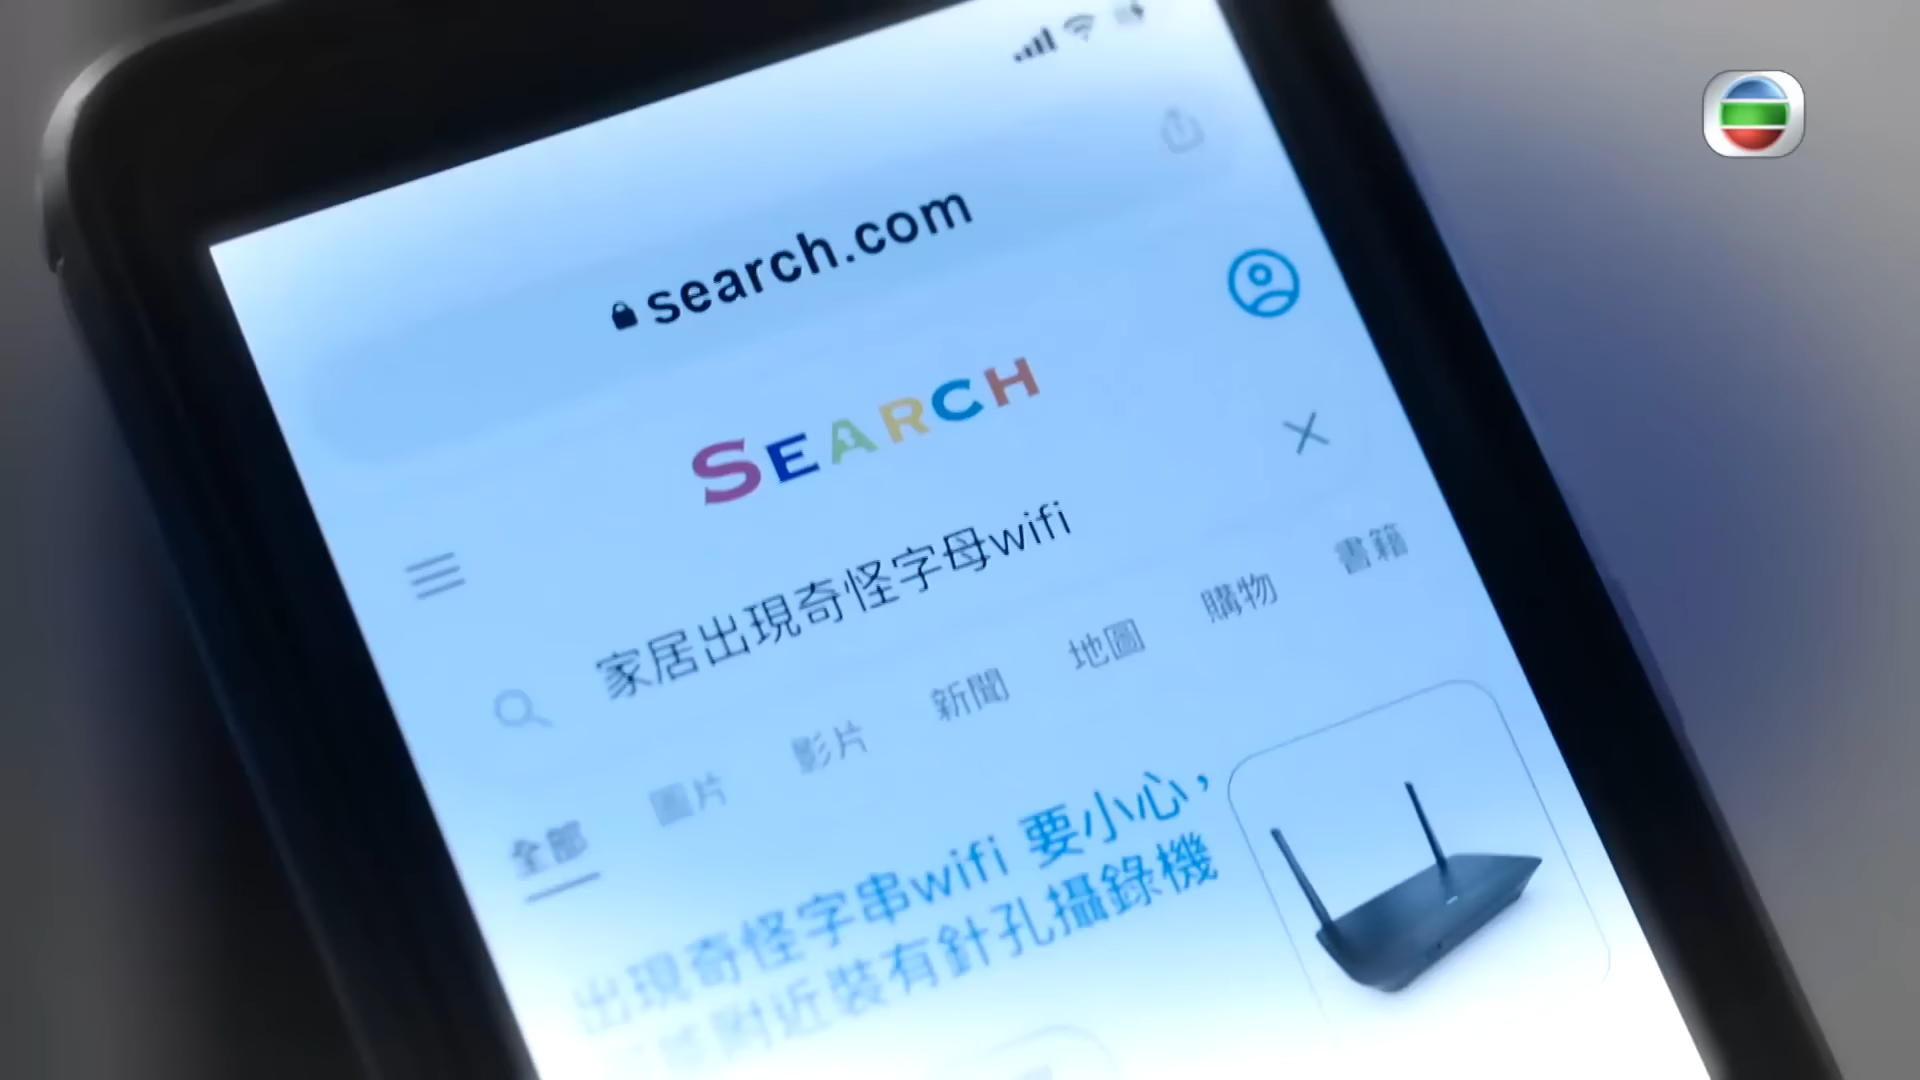 search.com
SEARCH
家居出現奇怪字母wifi
全部 圖片 影片 新聞 地圖 購物 書籍
出現奇怪字串wifi 要小心，
附近裝有針孔攝錄機